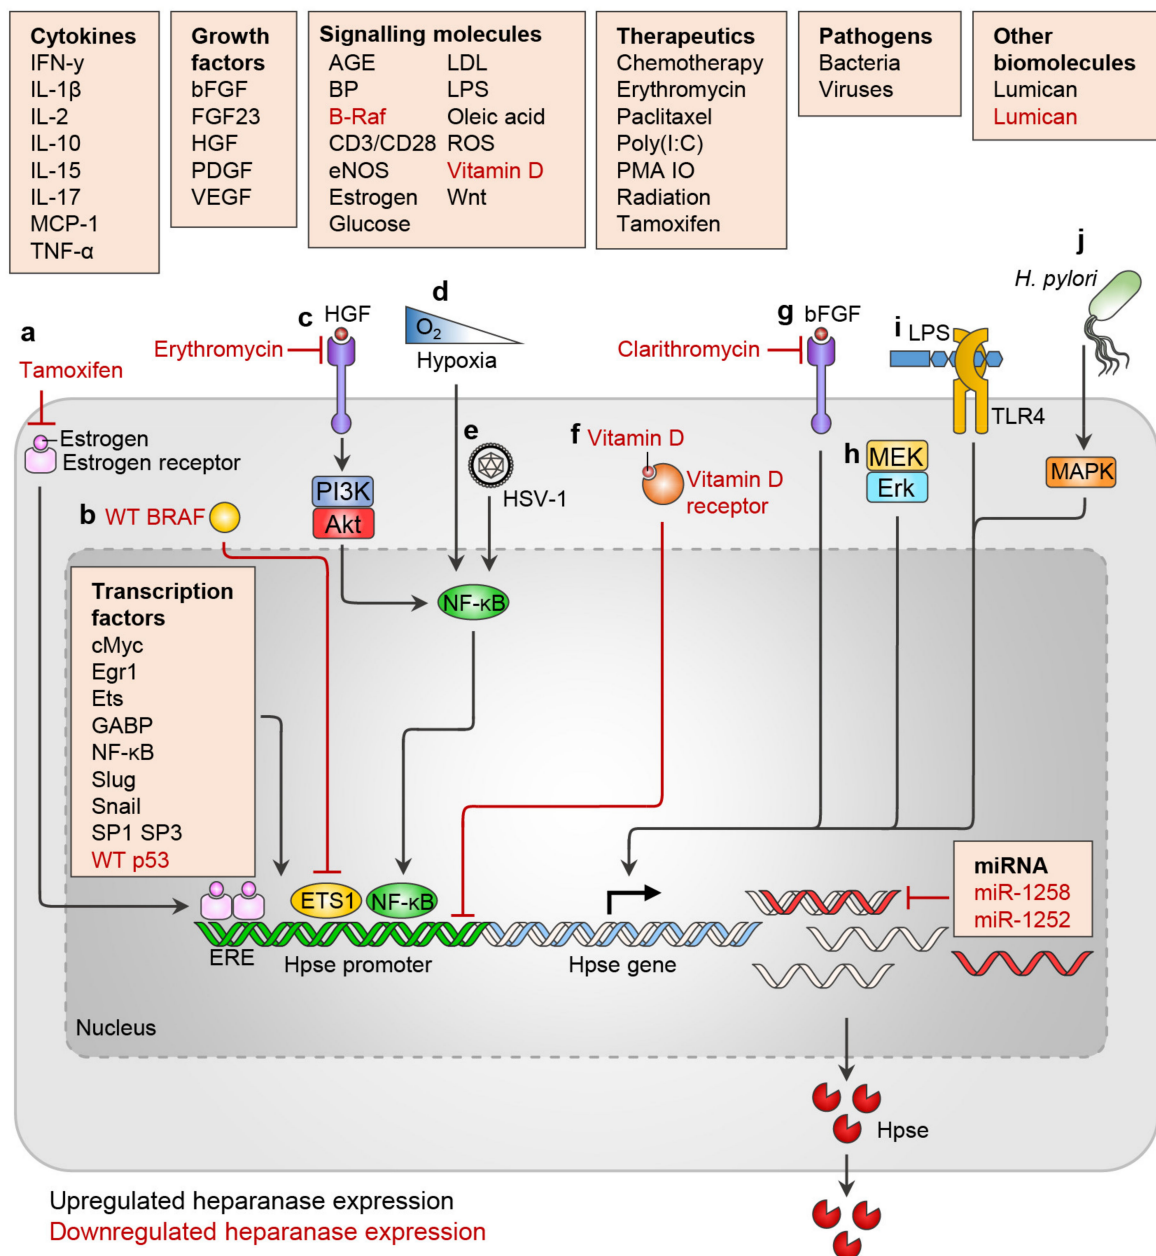 Cytokines
IFN-y
IL-1β
IL-2
IL-10
IL-15
IL-17
MCP-1
TNF-α
Growth
factors
bFGF
FGF23
HGF
PDGF
VEGF
Signalling molecules
AGE LDL
BP LPS
B-Raf Oleic acid
CD3/CD28 ROS
eNOS Vitamin D
Estrogen Wnt
Glucose
Therapeutics
Chemotherapy
Erythromycin
Paclitaxel
Poly(I:C)
PMA IO
Radiation
Tamoxifen
Pathogens
Bacteria
Viruses
Other
biomolecules
Lumican
Lumican
a
Tamoxifen
Estrogen
Estrogen receptor
b WT BRAF
c HGF
Erythromycin
PI3K
Akt
d
O2
Hypoxia
e
HSV-1
NF-κB
f Vitamin D
Vitamin D
receptor
g bFGF
Clarithromycin
h MEK
Erk
i LPS
TLR4
j
H. pylori
MAPK
Transcription
factors
cMyc
Egr1
Ets
GABP
NF-κB
Slug
Snail
SP1 SP3
WT p53
ETS1
NF-κB
ERE
Hpse promoter
Hpse gene
miRNA
miR-1258
miR-1252
Nucleus
Hpse
Upregulated heparanase expression
Downregulated heparanase expression